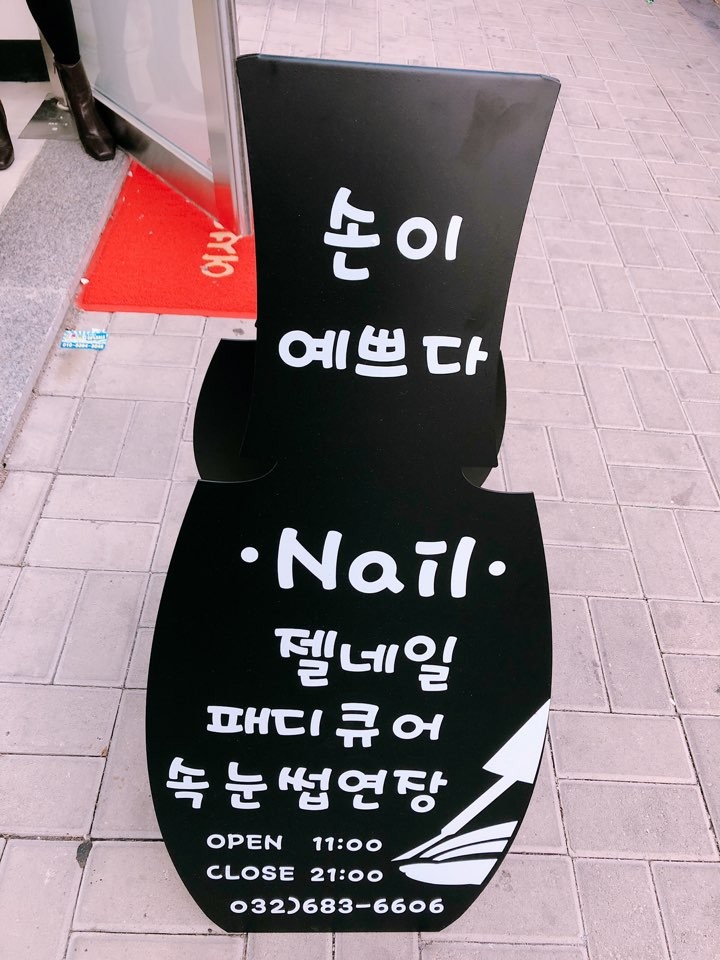 손이
예쁘다
·Nail·
젤네일
패디큐어
속눈썹연장
OPEN 11:00
CLOSE 21:00
032)683-6606